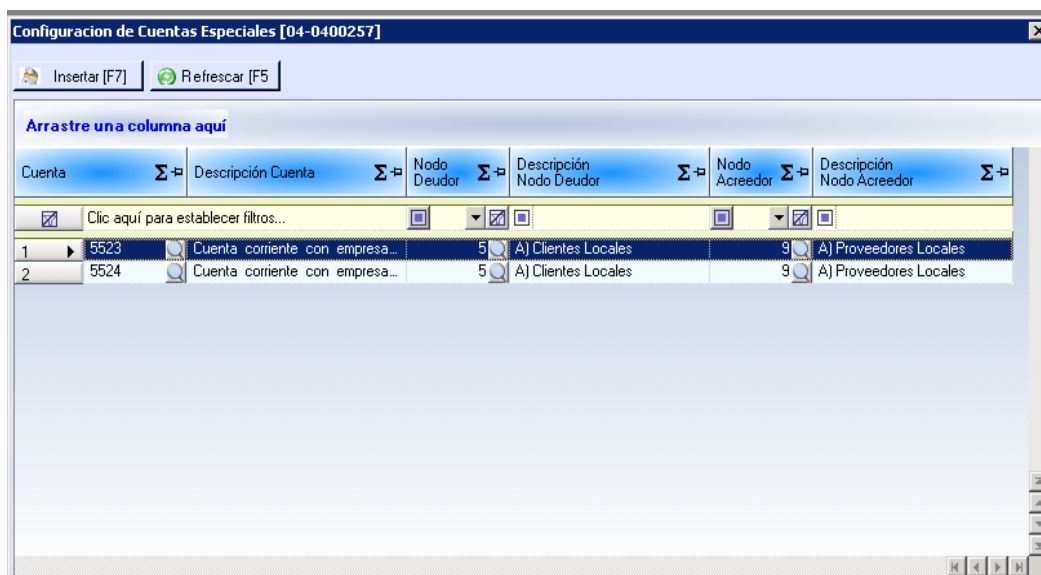 Configuracion de Cuentas Especiales [04-0400257]
Insertar [F7] Refrescar [F5
Arrastre una columna aquí
Cuenta Descripción Cuenta Nodo Deudor Descripción Nodo Deudor Nodo Acreedor Descripción Nodo Acreedor
Clic aquí para establecer filtros...
1 5523 Cuenta corriente con empresa... 5 A) Clientes Locales 9 A) Proveedores Locales
2 5524 Cuenta corriente con empresa... 5 A) Clientes Locales 9 A) Proveedores Locales